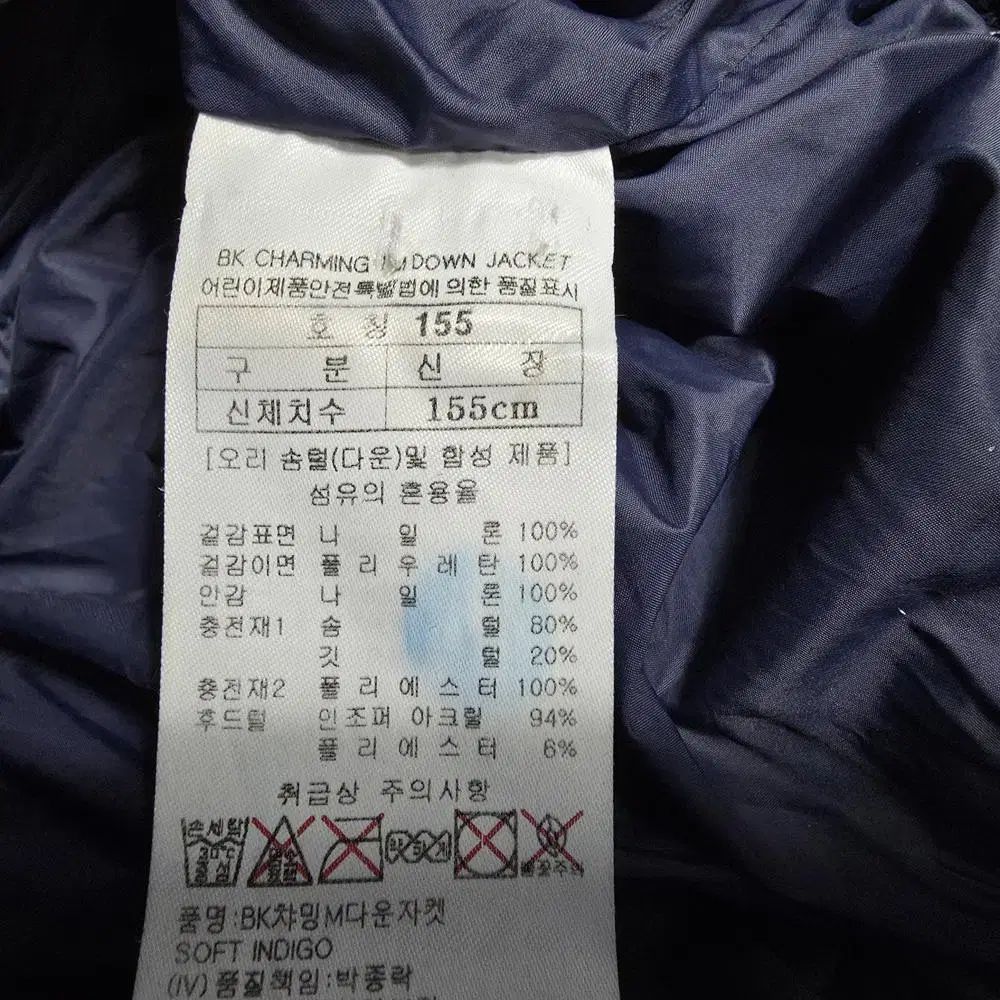 BK CHARMING DOWN JACKET
어린이제품안전특별법에 의한 품질표시
호 칭 155
구 분 신 장
신체치수 155cm
[오리 솜털(다운)및 합성 제품]
섬유의 혼용율
겉감표면 나 일 론 100%
겉감이면 폴 리 우 레 탄 100%
안감 나 일 론 100%
충전재1 솜 털 80%
깃 털 20%
충전재2 폴 리 에 스 터 100%
후드털 인 조퍼 아크릴 94%
폴 리 에 스 터 6%
취급상 주의사항
손세탁
약하게
품명:BK챠밍M다운자켓
SOFT INDIGO
(IV) 품질책임:박종락